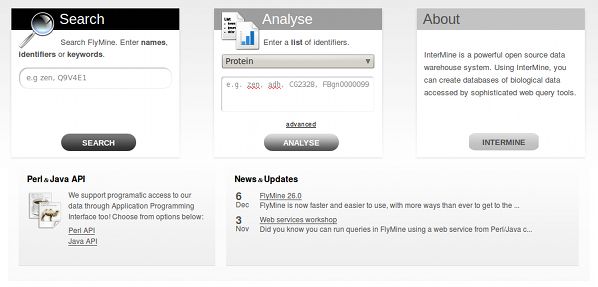 Search
Search FlyMine. Enter names,
identifiers or keywords.
e.g zen, Q9V4E1
SEARCH
Analyse
Enter a list of identifiers.
Protein
e.g. zen, adh, CG2328, FBgn0000099
advanced
ANALYSE
About
InterMine is a powerful open source data
warehouse system. Using InterMine, you
can create databases of biological data
accessed by sophisticated web query tools.
INTERMINE
Perl & Java API
We support programatic access to our
data through Application Programming
Interface too! Choose from options below:
Perl API
Java API
News & Updates
6 Dec
FlyMine 26.0
FlyMine is now faster and easier to use, with more ways than ever to get to the ...
3 Nov
Web services workshop
Did you know you can run queries in FlyMine using a web service from Perl/Java c...